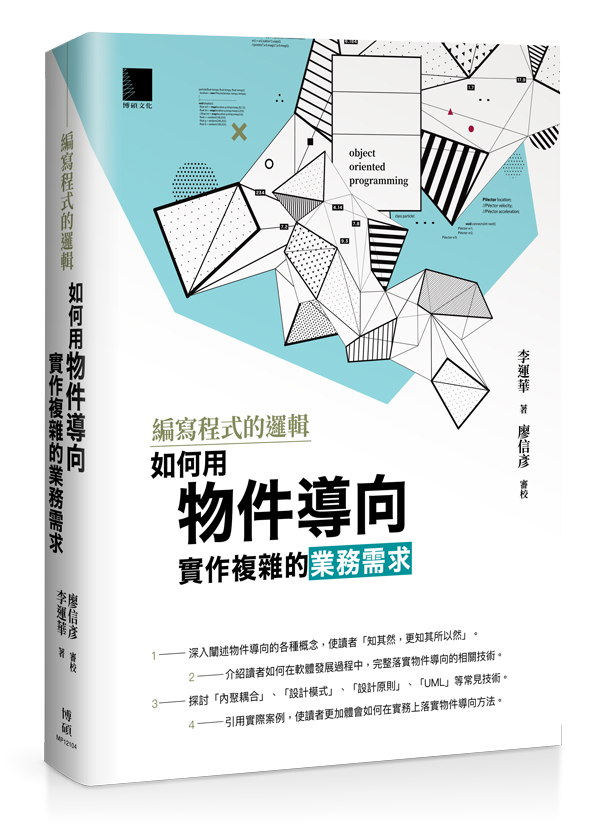 博碩文化
object
oriented
programming
PVector location;
//PVector velocity;
//PVector acceleration.
李運華 著 廖信彥 審校
編寫程式的邏輯
如何用
物件導向
實作複雜的業務需求
1 深入闡述物件導向的各種概念，使讀者「知其然，更知其所以然」。
2 介紹讀者如何在軟體發展過程中，完整落實物件導向的相關技術。
3 探討「內聚耦合」、「設計模式」、「設計原則」、「UML」等常見技術。
4 引用實際案例，使讀者更加體會如何在實務上落實物件導向方法。
編寫程式的邏輯
如何用物件導向
實作複雜的業務需求
廖信彥 審校
李運華 著
博碩
MP12104